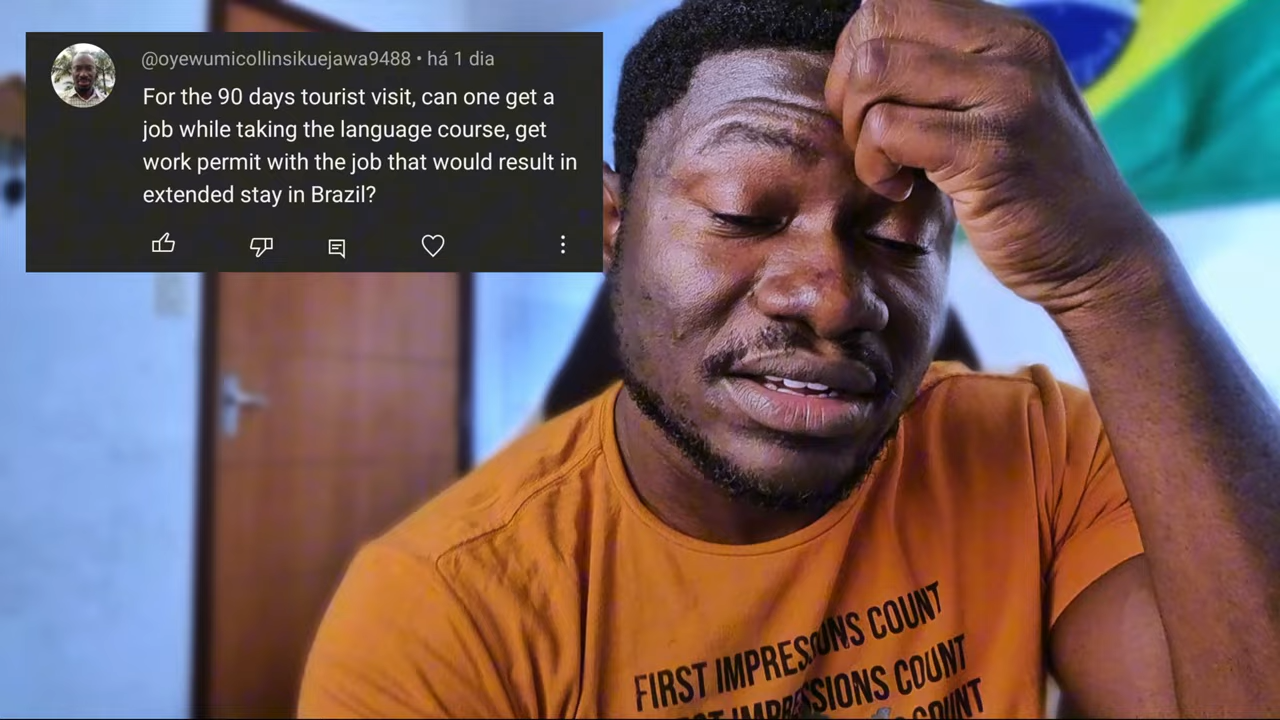 @oyewumicollinsikuejawa9488 • há 1 dia
For the 90 days tourist visit, can one get a
job while taking the language course, get
work permit with the job that would result in
extended stay in Brazil?
FIRST IMPRESSIONS COUNT
IMPRESSIONS COUNT
COUNT